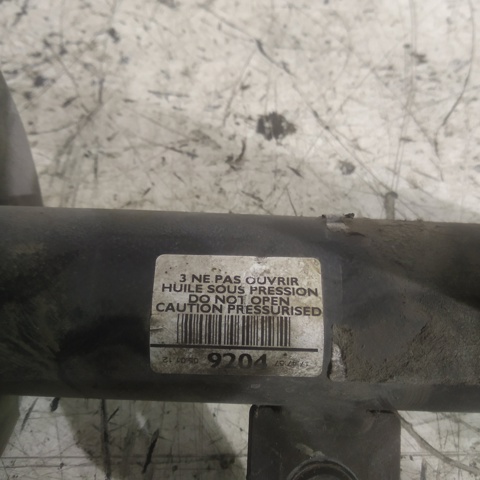 3 NE PAS OUVRIR
HUILE SOUS PRESSION
DO NOT OPEN
CAUTION PRESSURISED
9204